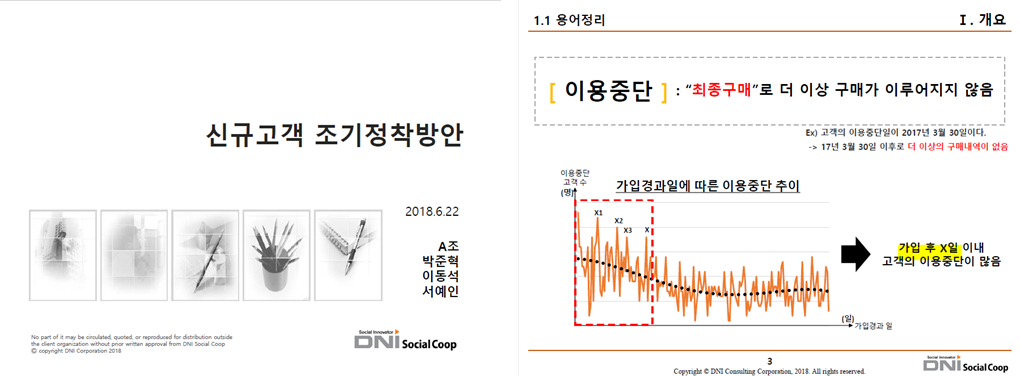 신규고객 조기정착방안
2018.6.22
A조
박준혁
이동석
서예인
No part of it may be circulated, quoted, or reproduced for distribution outside
the client organization without prior written approval from DNI Social Coop
ⓒ copyright DNI Corporation 2018
Social Innovator
DNI Social Coop
1.1 용어정리
Ⅰ. 개요
[ 이용중단 ] : “최종구매”로 더 이상 구매가 이루어지지 않음
Ex) 고객의 이용중단일이 2017년 3월 30일이다.
-> 17년 3월 30일 이후로 더 이상의 구매내역이 없음
이용중단
고객 수
(명)
가입경과일에 따른 이용중단 추이
X1
X2
X3
X
가입 후 X일 이내
고객의 이용중단이 많음
(일)
가입경과 일
3
Copyright © DNI Consulting Corporation, 2018. All rights reserved.
Social Innovator
DNI Social Coop